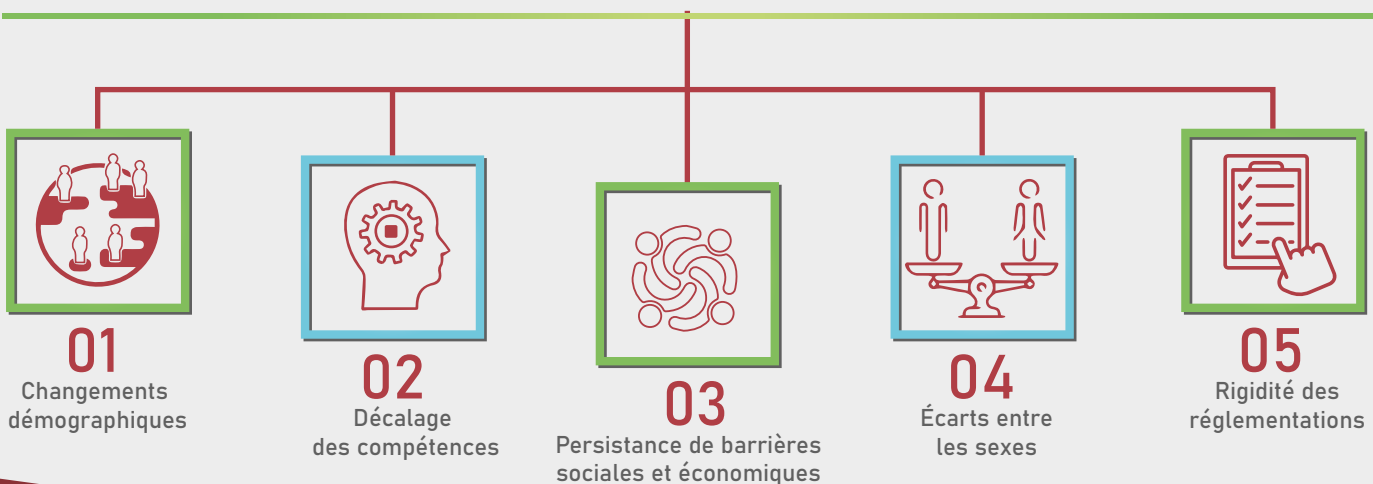 01
Changements
démographiques
02
Décalage
des compétences
03
Persistance de barrières
sociales et économiques
04
Écarts entre
les sexes
05
Rigidité des
réglementations